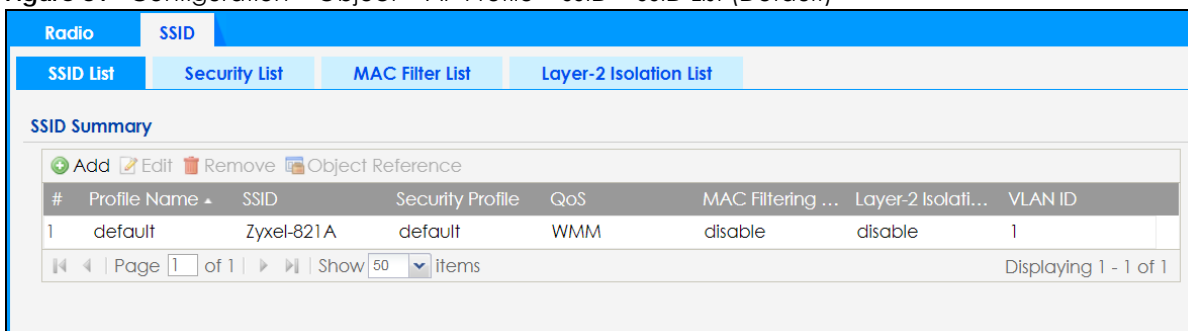 Radio SSID
SSID List Security List MAC Filter List Layer-2 Isolation List
SSID Summary
Add Edit Remove Object Reference
# Profile Name SSID Security Profile QoS MAC Filtering ... Layer-2 Isolati... VLAN ID
1 default Zyxel-821A default WMM disable disable 1
Page 1 of 1 Show 50 items Displaying 1 - 1 of 1